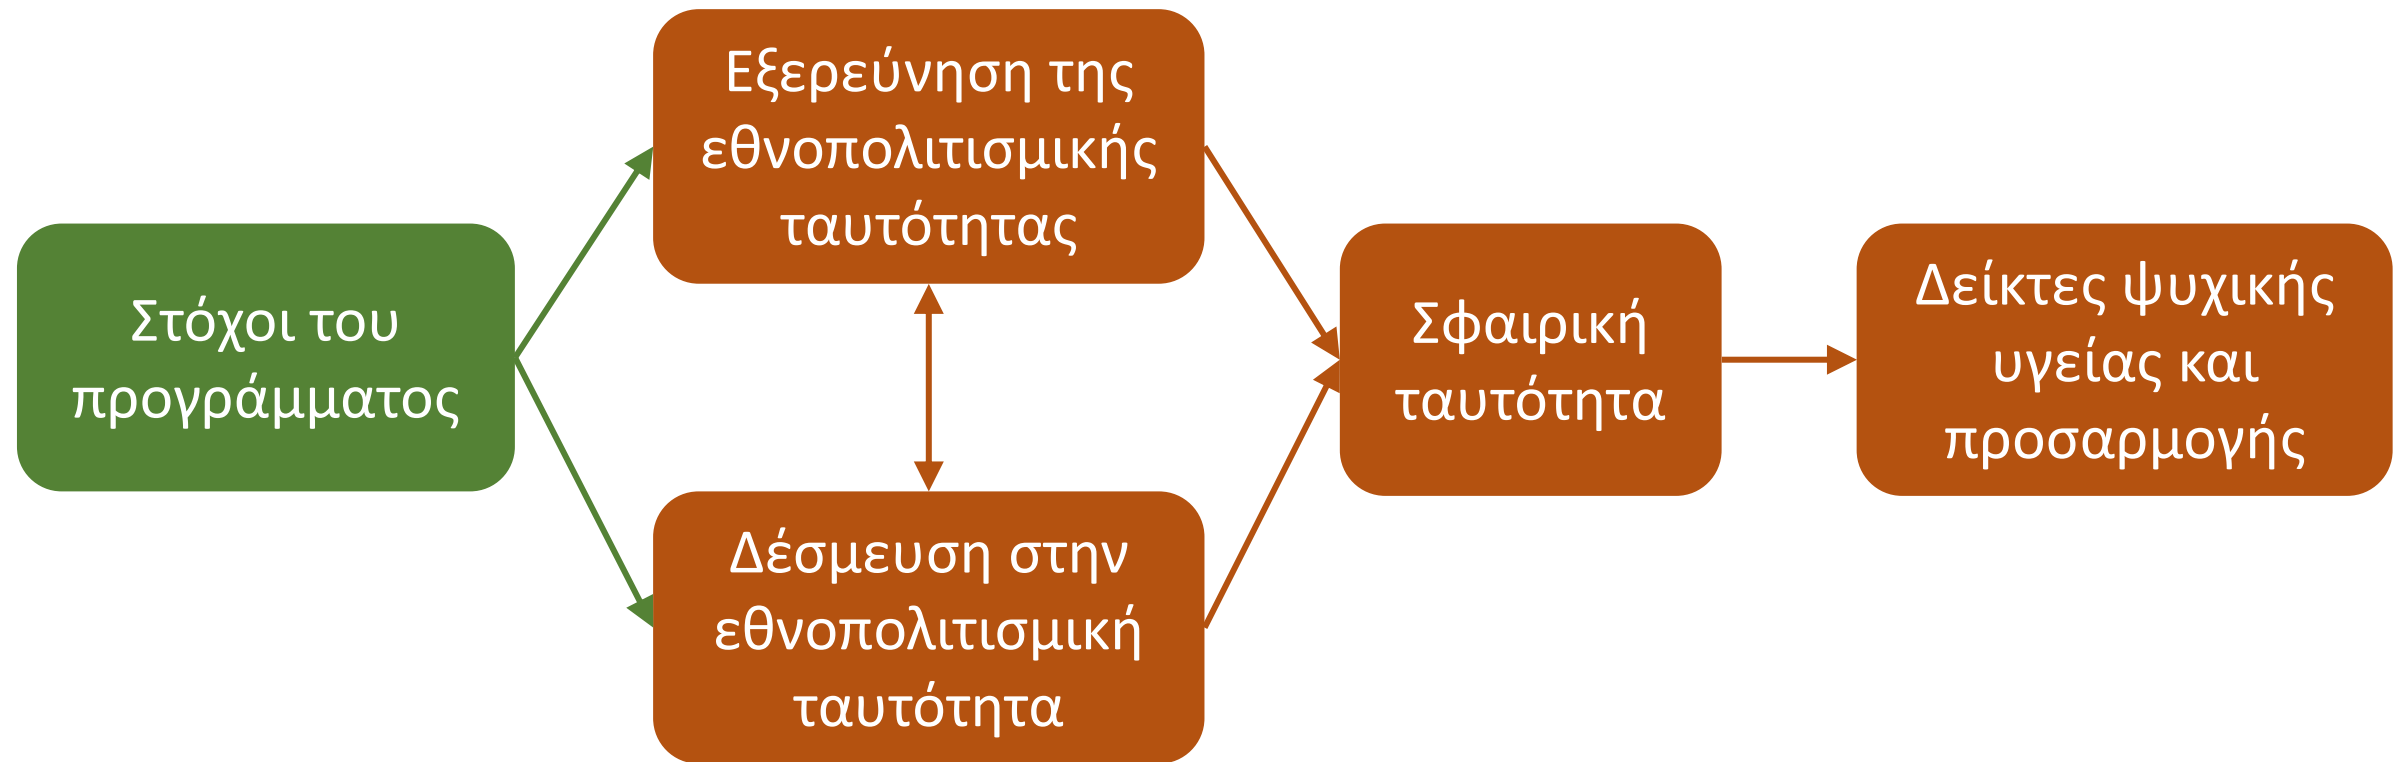 Στόχοι του
προγράμματος
Εξερεύνηση της
εθνοπολιτισμικής
ταυτότητας
Δέσμευση στην
εθνοπολιτισμική
ταυτότητα
Σφαιρική
ταυτότητα
Δείκτες ψυχικής
υγείας και
προσαρμογής